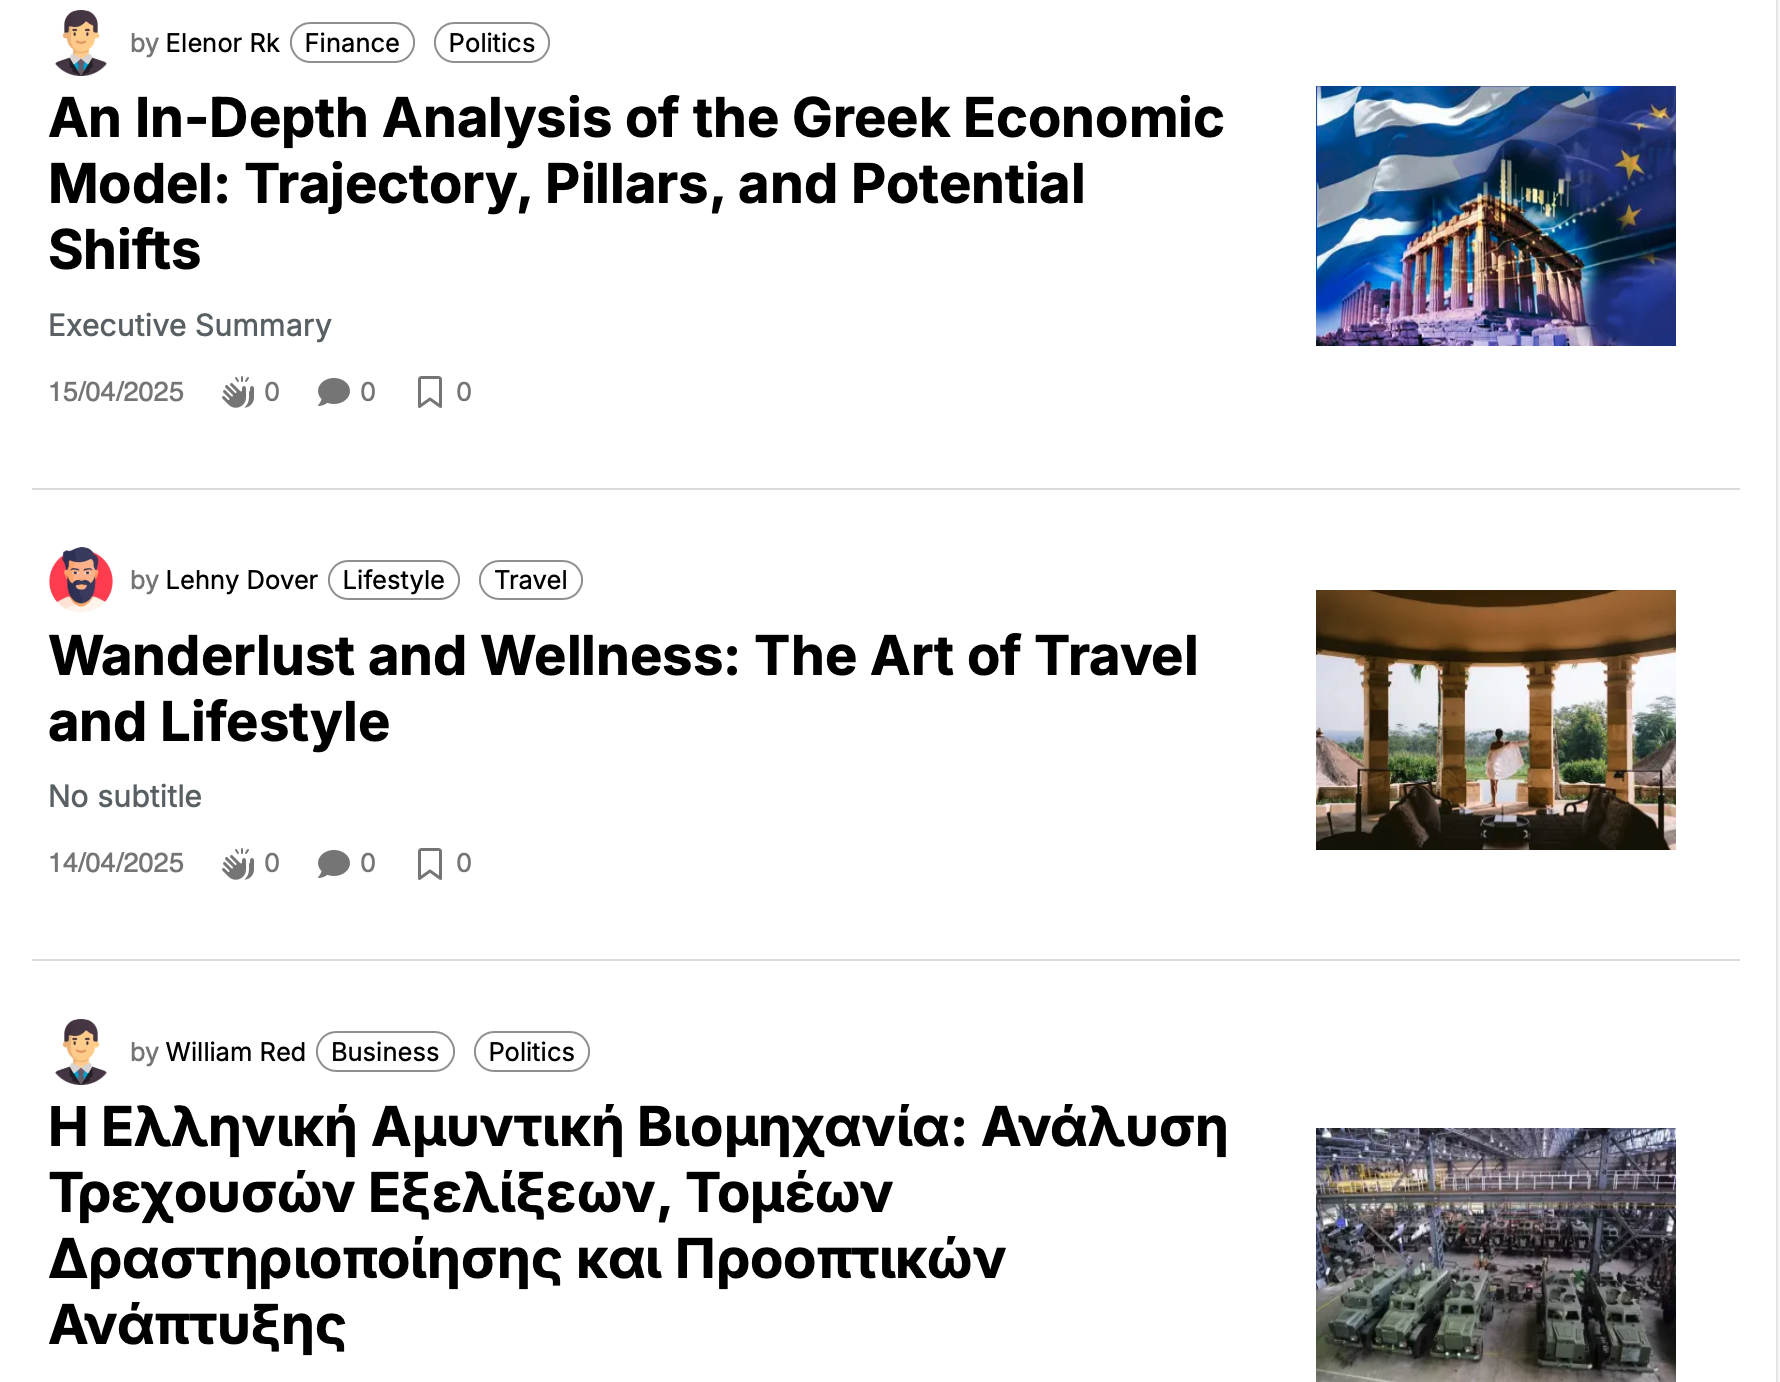 by Elenor Rk Finance Politics
An In-Depth Analysis of the Greek Economic
Model: Trajectory, Pillars, and Potential
Shifts
Executive Summary
15/04/2025 0 0 0
by Lehny Dover Lifestyle Travel
Wanderlust and Wellness: The Art of Travel
and Lifestyle
No subtitle
14/04/2025 0 0 0
by William Red Business Politics
Η Ελληνική Αμυντική Βιομηχανία: Ανάλυση
Τρεχουσών Εξελίξεων, Τομέων
Δραστηριοποίησης και Προοπτικών
Ανάπτυξης